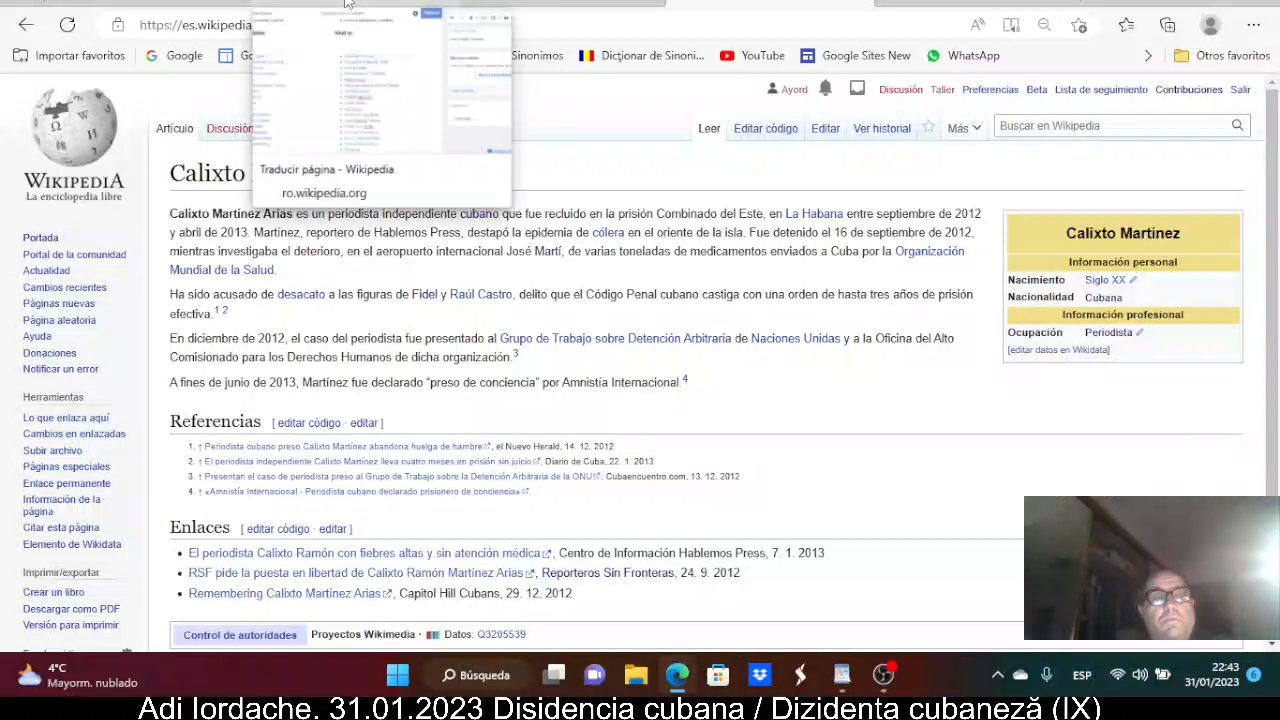 https://
Importado favoritos
Sinorotros
YouTube
Google Site
WhatsApp
Otros favoritos
WIKIPEDIA
La enciclopedia libre
Portada
Portal de la comunidad
Actualidad
Cambios recientes
Páginas nuevas
Página aleatoria
Ayuda
Donaciones
Notificar un error
Herramientas
Lo que enlaza aquí
Cambios en enlazadas
Subir archivo
Páginas especiales
Enlace permanente
Información de la
página
Citar esta página
Elemento de Wikidata
Imprimir/exportar
Crear un libro
Descargar como PDF
Versión para imprimir
Discusión Taller Preferencias Beta Lista de seguimiento Contribuciones Salir
Artículo Discusión
Editar código Editar Ver historial Más Buscar en Wikipedia
Traducir página - Wikipedia
ro.wikipedia.org
Calixto
Calixto Martínez Arias es un periodista independiente cubano que fue recluido en la prisión Combinado del Este, en La Habana entre septiembre de 2012
y abril de 2013. Martínez, reportero de Hablemos Press, destapó la epidemia de cólera en el oriente de la isla. Fue detenido el 16 de septiembre de 2012,
mientras investigaba el deterioro, en el aeropuerto internacional José Martí, de varias toneladas de medicamentos enviados a Cuba por la Organización
Mundial de la Salud.
Ha sido acusado de desacato a las figuras de Fidel y Raúl Castro, delito que el Código Penal cubano castiga con una orden de hasta tres años de prisión
efectiva.1 2
En diciembre de 2012, el caso del periodista fue presentado al Grupo de Trabajo sobre Detención Arbitraria de Naciones Unidas y a la Oficina del Alto
Comisionado para los Derechos Humanos de dicha organización.3
A fines de junio de 2013, Martínez fue declarado “preso de conciencia” por Amnistía Internacional.4
Calixto Martínez
Información personal
Nacimiento Siglo XX
Nacionalidad Cubana
Información profesional
Ocupación Periodista
[editar datos en Wikidata]
Referencias [ editar código · editar ]
1. ↑ Periodista cubano preso Calixto Martínez abandona huelga de hambre, el Nuevo Herald, 14. 12. 2012
2. ↑ El periodista independiente Calixto Martínez lleva cuatro meses en prisión sin juicio, Diario de Cuba, 22. 1. 2013
3. ↑ Presentan el caso de periodista preso al Grupo de Trabajo sobre la Detención Arbitraria de la ONU, Cubaencuentro.com, 13. 12. 2012
4. ↑ «Amnistía Internacional - Periodista cubano declarado prisionero de conciencia».
Enlaces [ editar código · editar ]
• El periodista Calixto Ramón con fiebres altas y sin atención médica, Centro de Información Hablemos Press, 7. 1. 2013
• RSF pide la puesta en libertad de Calixto Ramón Martínez Arias, Reporteros Sin Fronteras, 24. 9. 2012
• Remembering Calixto Martínez Arias, Capitol Hill Cubans, 29. 12. 2012
Control de autoridades Proyectos Wikimedia • Datos: Q3205539
4°C
Mayorm. nublado
Búsqueda
ESP
22:43
31/01/2023
6
Adi Iordache. 31.01.2023 Disidencia cubana / Dizidența cubaneză (IX)